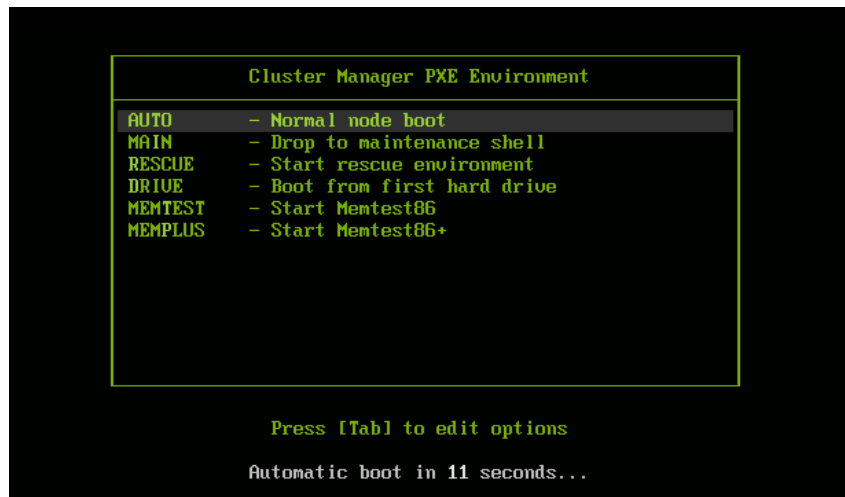 Cluster Manager PXE Environment
AUTO - Normal node boot
MAIN - Drop to maintenance shell
RESCUE - Start rescue environment
DRIVE - Boot from first hard drive
MEMTEST - Start Memtest86
MEMPLUS - Start Memtest86+
Press [Tab] to edit options
Automatic boot in 11 seconds...